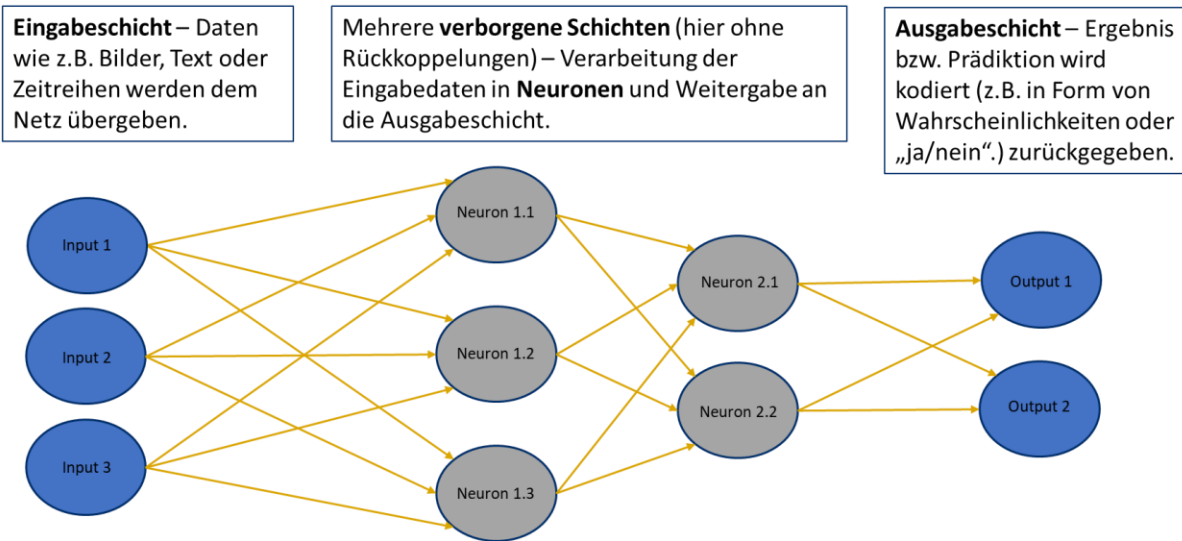 Eingabeschicht – Daten
wie z.B. Bilder, Text oder
Zeitreihen werden dem
Netz übergeben.
Mehrere verborgene Schichten (hier ohne
Rückkoppelungen) – Verarbeitung der
Eingabedaten in Neuronen und Weitergabe an
die Ausgabeschicht.
Ausgabeschicht – Ergebnis
bzw. Prädiktion wird
kodiert (z.B. in Form von
Wahrscheinlichkeiten oder
„ja/nein“.) zurückgegeben.
Input 1
Input 2
Input 3
Neuron 1.1
Neuron 1.2
Neuron 1.3
Neuron 2.1
Neuron 2.2
Output 1
Output 2